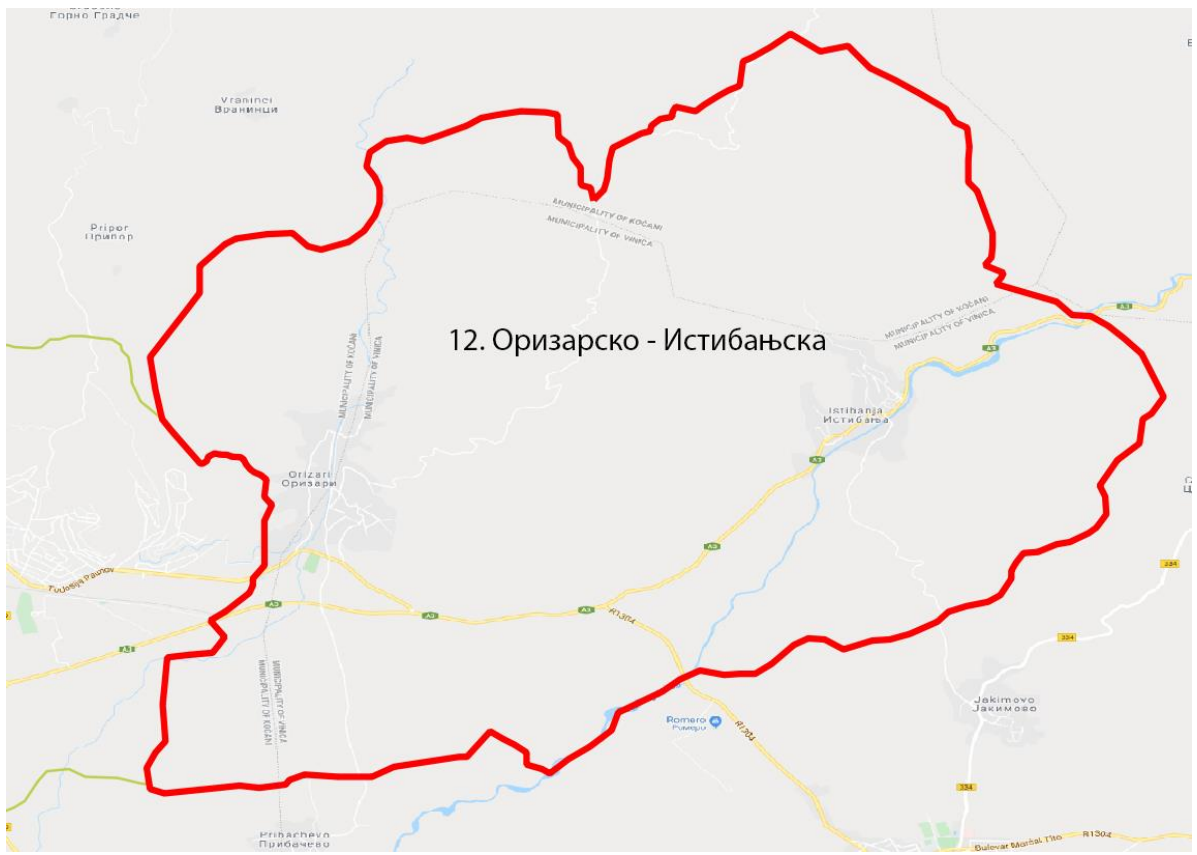 Горно Градче
Vraninci
Вранинци
Pripor
Припор
MUNICIPALITY OF KOČANI
MUNICIPALITY OF VINICA
12. Оризарско - Истибањска
MUNICIPALITY OF KOČANI
MUNICIPALITY OF VINICA
A3
A3
MUNICIPALITY OF KOČANI
MUNICIPALITY OF VINICA
Istibanja
Истибања
A3
Orizari
Оризари
A3
334
Todosija Paunov
A3
A3
R1304
A3
MUNICIPALITY OF KOČANI
MUNICIPALITY OF VINICA
Jakimovo
Јакимово
Romero
Ромеро
R1304
334
Pribachevo
Прибачево
R1304
Bulevar Marshal Tito